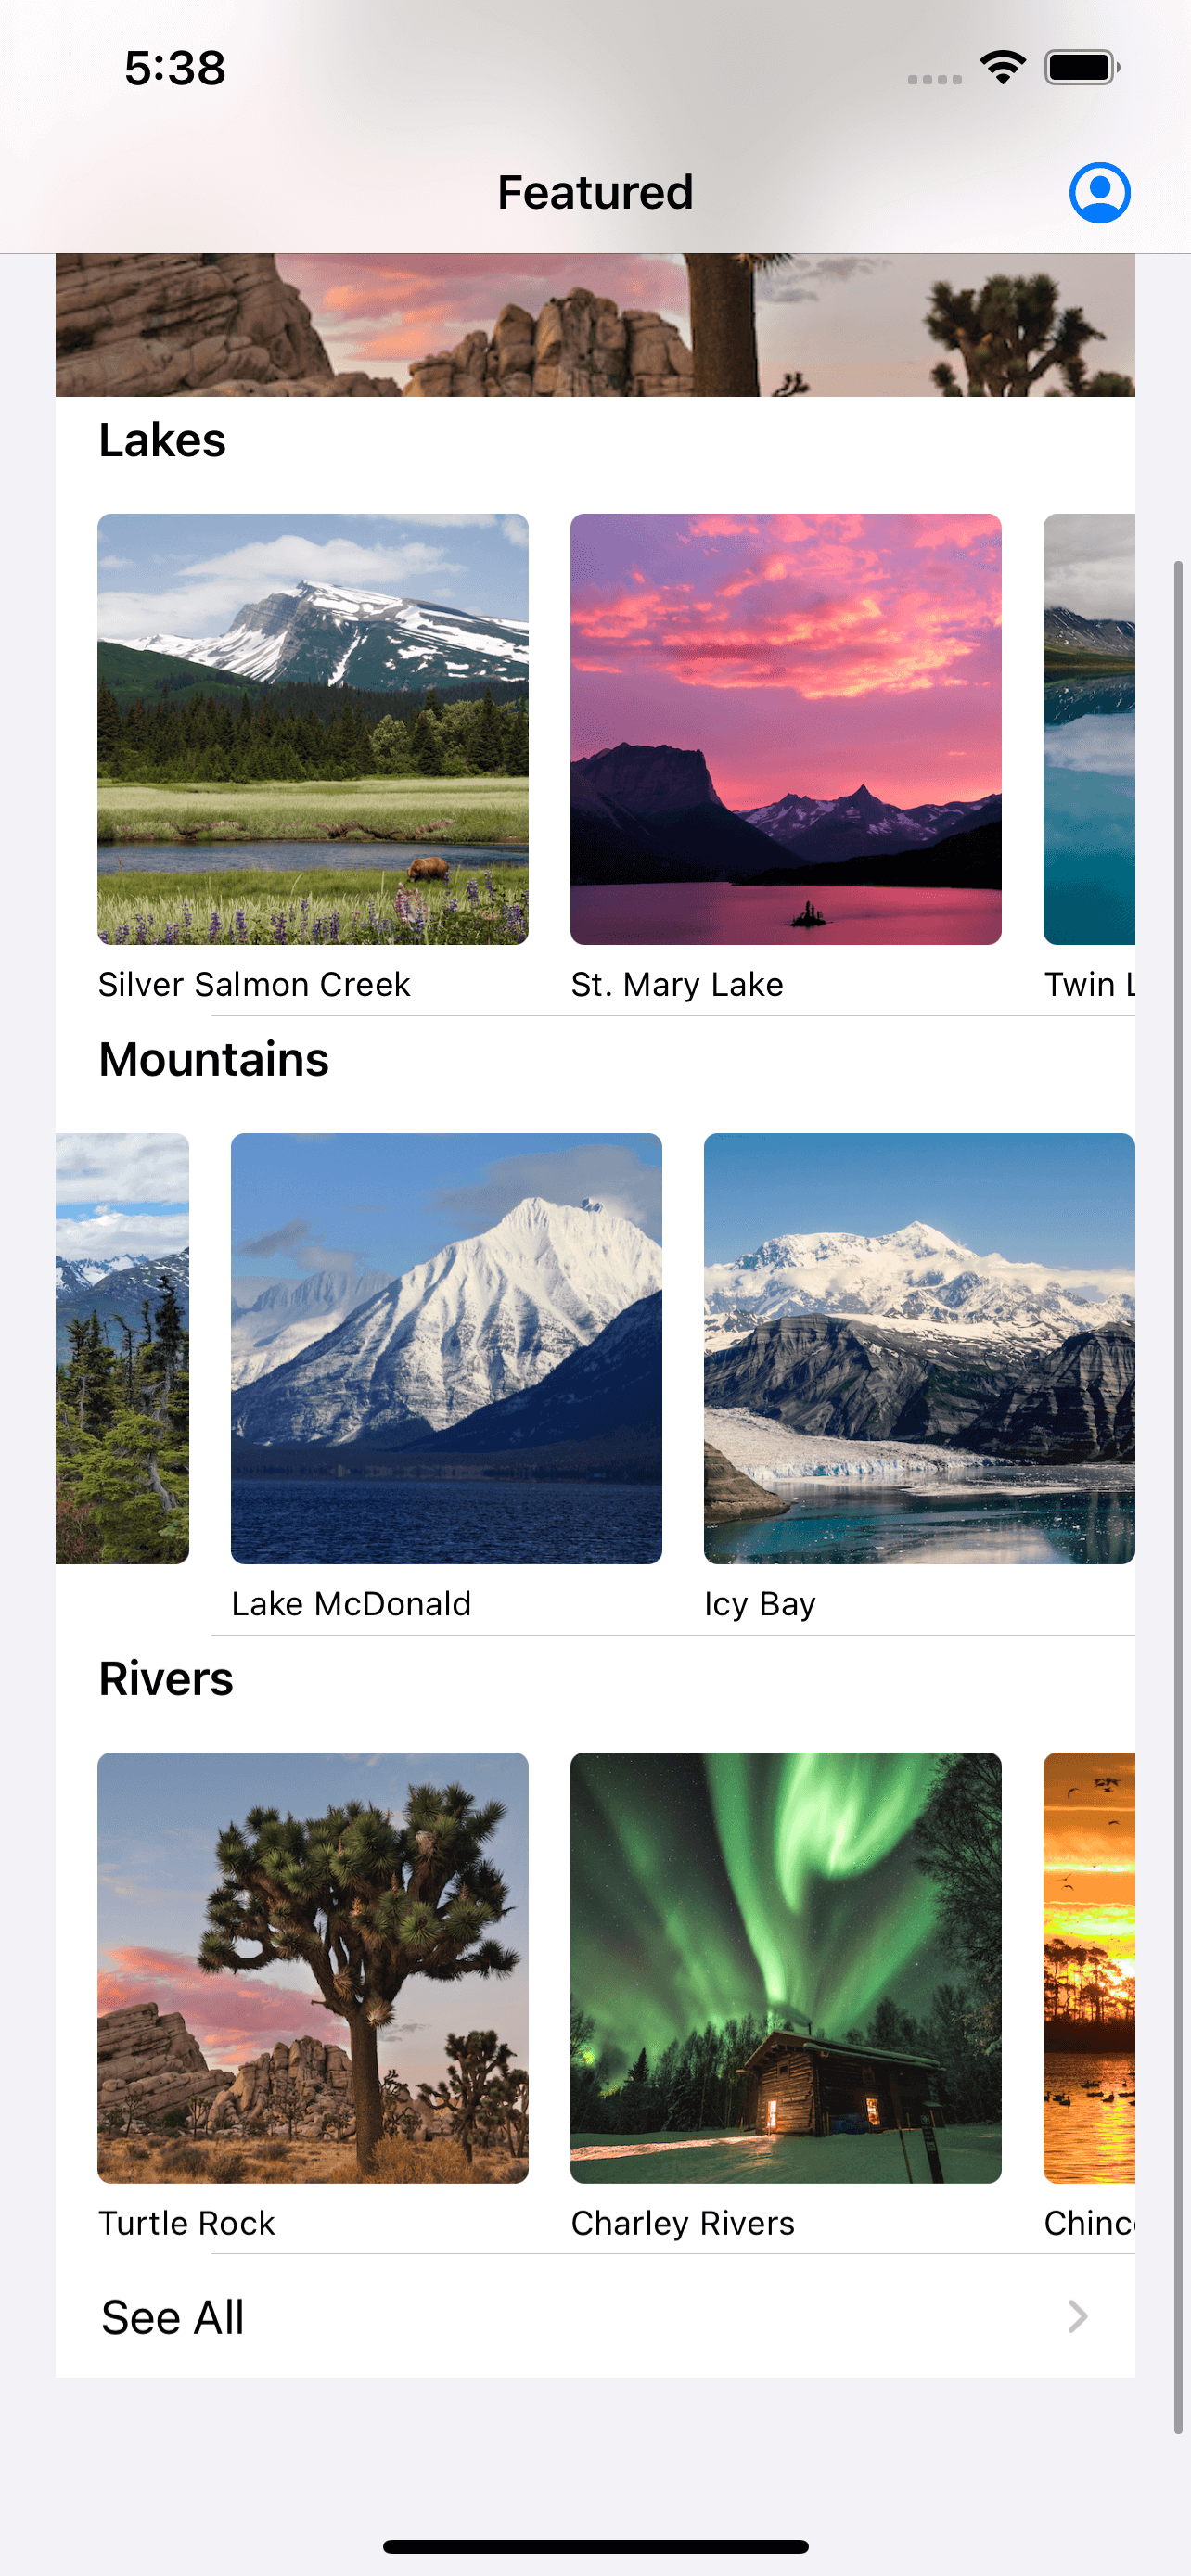 5:38
Featured
Lakes
Silver Salmon Creek
St. Mary Lake
Twin
Mountains
Lake McDonald
Icy Bay
Rivers
Turtle Rock
Charley Rivers
See All